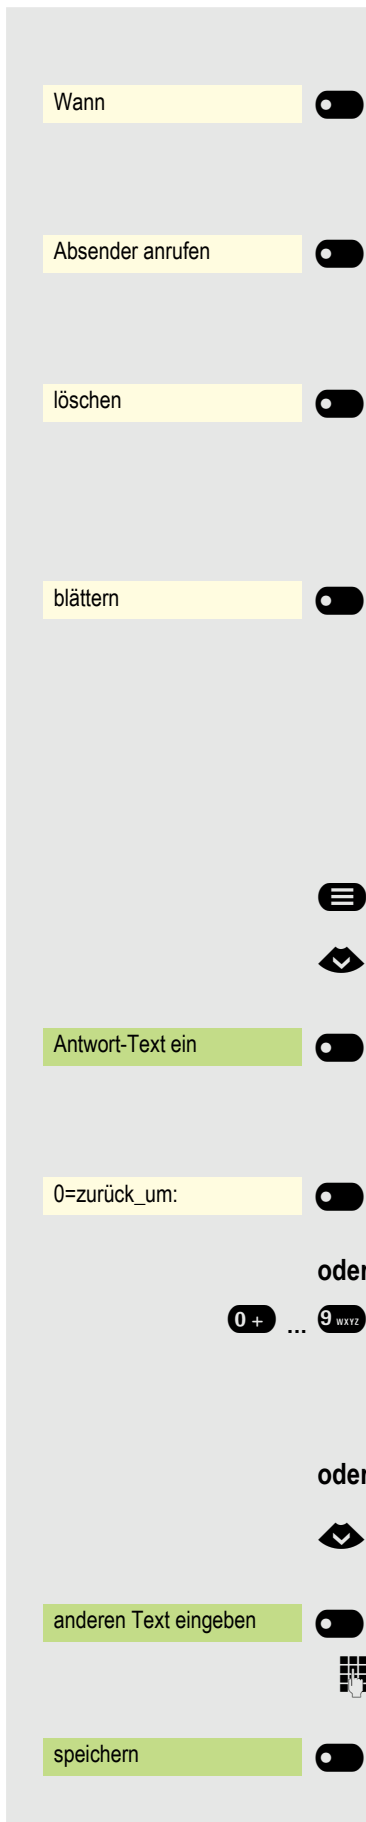 Wann
Absender anrufen
löschen
blättern
Antwort-Text ein
0=zurück_um:
oder
0 + ... 9 WXYZ
oder
anderen Text eingeben
speichern